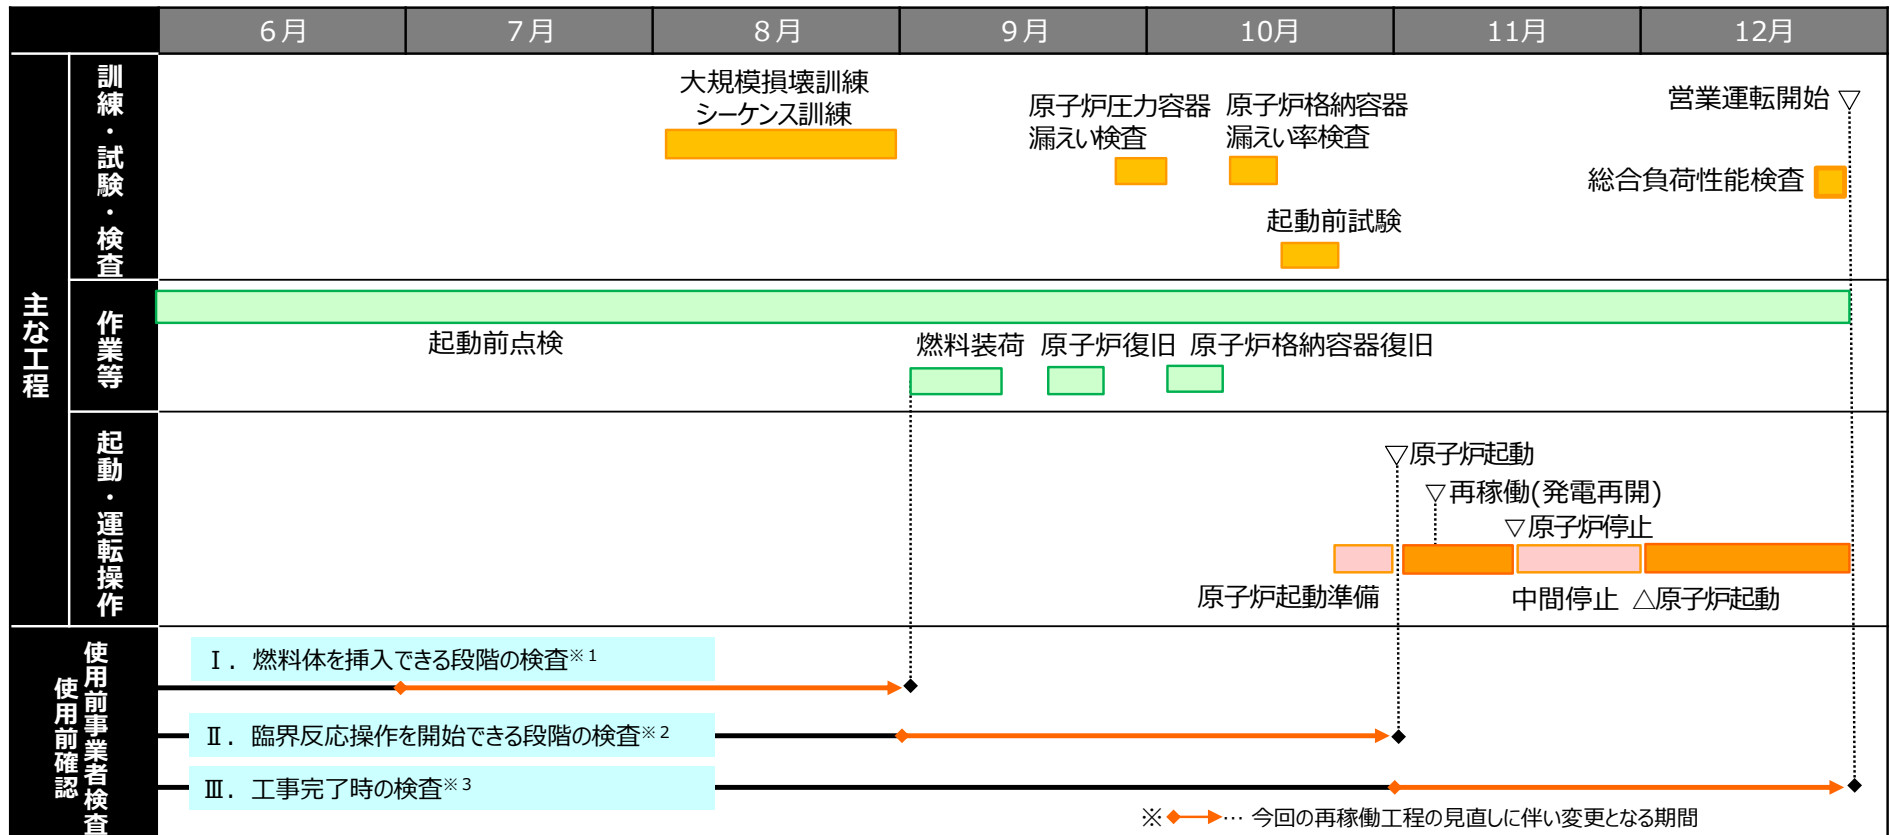 6月 7月 8月 9月 10月 11月 12月
主な工程
訓練・試験・検査
大規模損壊訓練
シーケンス訓練
原子炉圧力容器
漏えい検査
原子炉格納容器
漏えい率検査
起動前試験
営業運転開始 ▽
総合負荷性能検査
作業等
起動前点検
燃料装荷
原子炉復旧
原子炉格納容器復旧
起動・運転操作
▽原子炉起動
▽再稼働(発電再開)
▽原子炉停止
原子炉起動準備
中間停止
△原子炉起動
使用前事業者検査
使用前確認
Ⅰ．燃料体を挿入できる段階の検査※1
Ⅱ．臨界反応操作を開始できる段階の検査※2
Ⅲ．工事完了時の検査※3
※ ◆→… 今回の再稼働工程の見直しに伴い変更となる期間